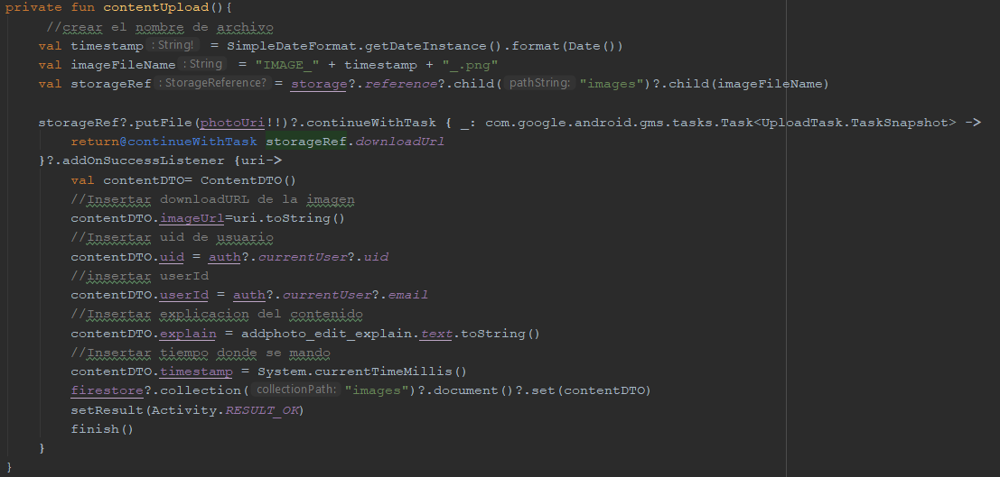 private fun contentUpload(){
//crear el nombre de archivo
val timestamp : String! = SimpleDateFormat.getDateInstance().format(Date())
val imageFileName : String = "IMAGE_" + timestamp + "_.png"
val storageRef : StorageReference? = storage?.reference?.child( pathString: "images")?.child(imageFileName)
storageRef?.putFile(photoUri!!)?.continueWithTask { _: com.google.android.gms.tasks.Task<UploadTask.TaskSnapshot> ->
return@continueWithTask storageRef.downloadUrl
}?.addOnSuccessListener {uri->
val contentDTO= ContentDTO()
//Insertar downloadURL de la imagen
contentDTO.imageUrl=uri.toString()
//Insertar uid de usuario
contentDTO.uid = auth?.currentUser?.uid
//insertar userId
contentDTO.userId = auth?.currentUser?.email
//Insertar explicacion del contenido
contentDTO.explain = addphoto_edit_explain.text.toString()
//Insertar tiempo donde se mando
contentDTO.timestamp = System.currentTimeMillis()
firestore?.collection( collectionPath: "images")?.document()?.set(contentDTO)
setResult(Activity.RESULT_OK)
finish()
}
}